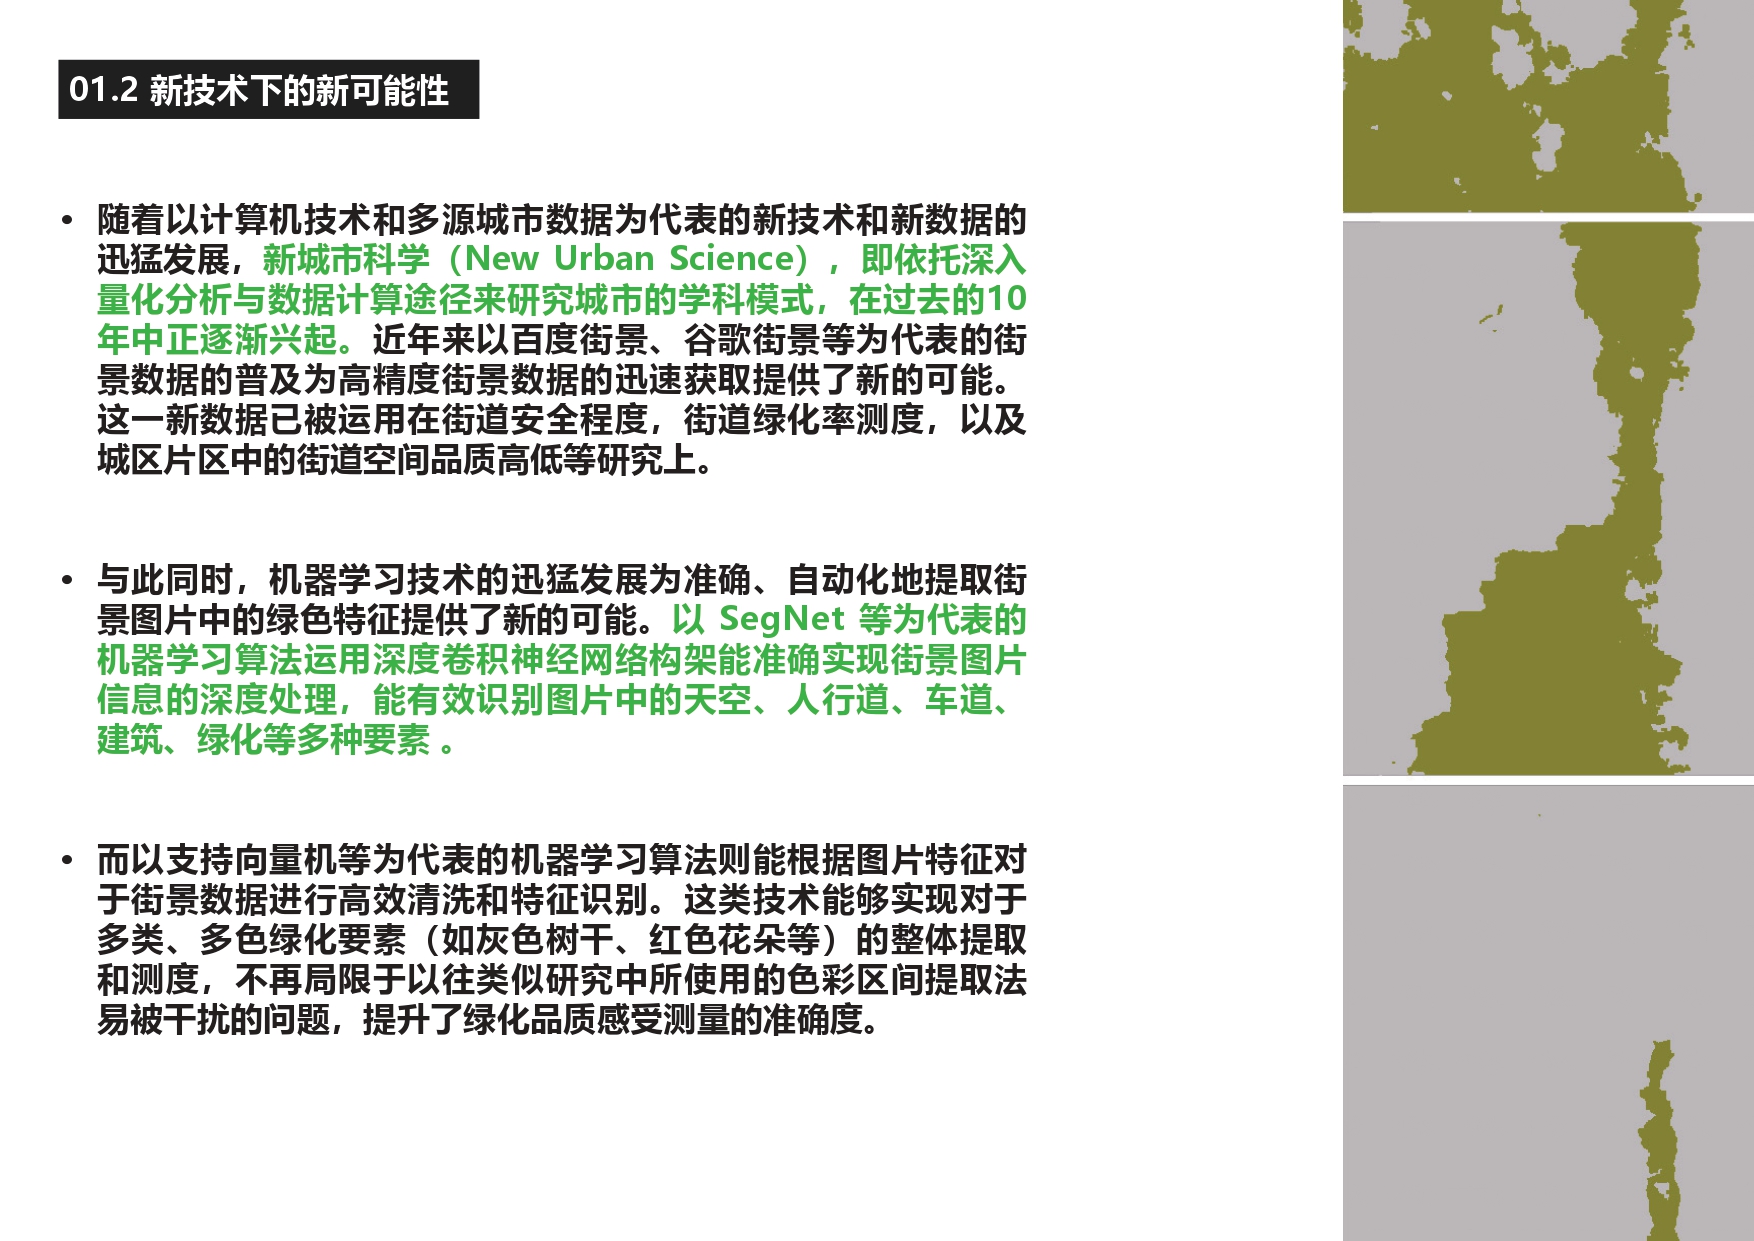 01.2 新技术下的新可能性
• 随着以计算机技术和多源城市数据为代表的新技术和新数据的
迅猛发展，新城市科学（New Urban Science），即依托深入
量化分析与数据计算途径来研究城市的学科模式，在过去的10
年中正逐渐兴起。近年来以百度街景、谷歌街景等为代表的街
景数据的普及为高精度街景数据的迅速获取提供了新的可能。
这一新数据已被运用在街道安全程度，街道绿化率测度，以及
城区片区中的街道空间品质高低等研究上。
• 与此同时，机器学习技术的迅猛发展为准确、自动化地提取街
景图片中的绿色特征提供了新的可能。以 SegNet 等为代表的
机器学习算法运用深度卷积神经网络构架能准确实现街景图片
信息的深度处理，能有效识别图片中的天空、人行道、车道、
建筑、绿化等多种要素 。
• 而以支持向量机等为代表的机器学习算法则能根据图片特征对
于街景数据进行高效清洗和特征识别。这类技术能够实现对于
多类、多色绿化要素（如灰色树干、红色花朵等）的整体提取
和测度，不再局限于以往类似研究中所使用的色彩区间提取法
易被干扰的问题，提升了绿化品质感受测量的准确度。